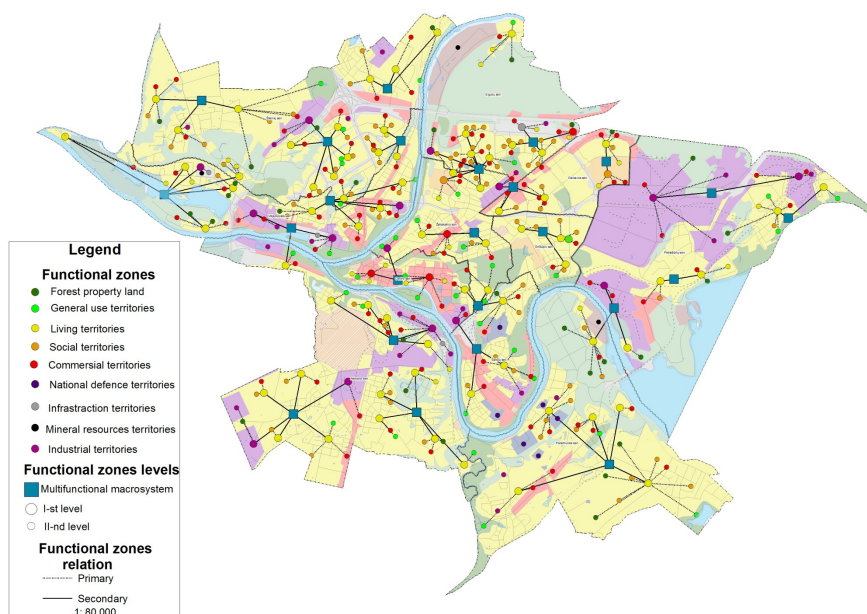 Legend
Functional zones
Forest property land
General use territories
Living territories
Social territories
Commersial territories
National defence territories
Infrastraction territories
Mineral resources territories
Industrial territories
Functional zones levels
Multifunctional macrosystem
I-st level
II-nd level
Functional zones
relation
Primary
Secondary
1: 80 000